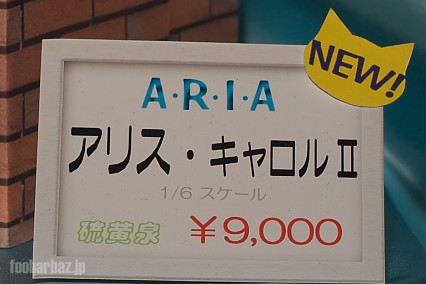 NEW!
A·R·I·A
アリス・キャロルⅡ
1/6 スケール
硫黄泉 ￥9,000
foobarbaz.jp